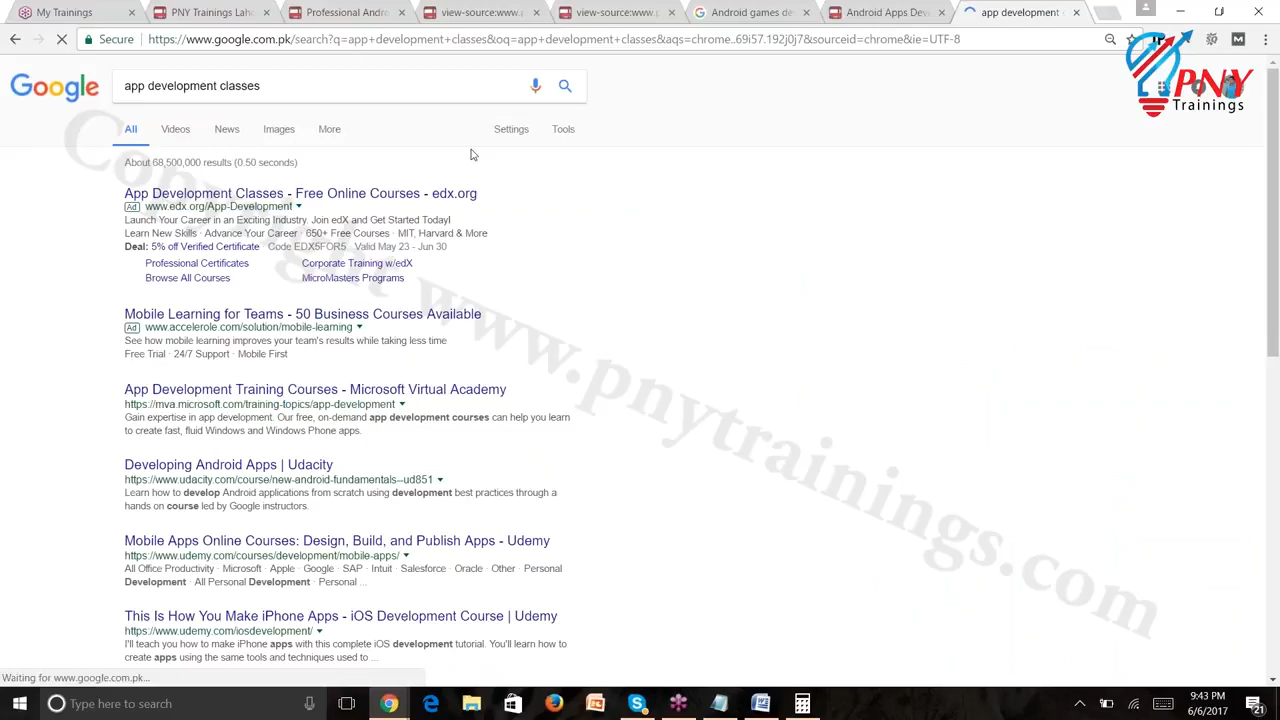 My Trainings
PNY Trainings Laho
Professional Andro
view-source:www.p
view-source:www.p
Android games dev
Android Apps Deve
app development c
Secure https://www.google.com.pk/search?q=app+development+classes&oq=app+development+classes&aqs=chrome..69i57.192j0j7&sourceid=chrome&ie=UTF-8
PNY
Trainings
Google
app development classes
All Videos News Images More Settings Tools
About 68,500,000 results (0.50 seconds)
App Development Classes - Free Online Courses - edx.org
Ad www.edx.org/App-Development
Launch Your Career in an Exciting Industry. Join edX and Get Started Today!
Learn New Skills · Advance Your Career · 650+ Free Courses · MIT, Harvard & More
Deal: 5% off Verified Certificate · Code EDX5FOR5 · Valid May 23 - Jun 30
Professional Certificates Corporate Training w/edX
Browse All Courses MicroMasters Programs
Mobile Learning for Teams - 50 Business Courses Available
Ad www.accelerole.com/solution/mobile-learning
See how mobile learning improves your team's results while taking less time
Free Trial · 24/7 Support · Mobile First
App Development Training Courses - Microsoft Virtual Academy
https://mva.microsoft.com/training-topics/app-development
Gain expertise in app development. Our free, on-demand app development courses can help you learn
to create fast, fluid Windows and Windows Phone apps.
Developing Android Apps | Udacity
https://www.udacity.com/course/new-android-fundamentals--ud851
Learn how to develop Android applications from scratch using development best practices through a
hands on course led by Google instructors.
Mobile Apps Online Courses: Design, Build, and Publish Apps - Udemy
https://www.udemy.com/courses/development/mobile-apps/
All Office Productivity · Microsoft · Apple · Google · SAP · Intuit · Salesforce · Oracle · Other · Personal
Development · All Personal Development · Personal ...
This Is How You Make iPhone Apps - iOS Development Course | Udemy
https://www.udemy.com/iosdevelopment/
I'll teach you how to make iPhone apps with this complete iOS development tutorial. You'll learn how to
create apps using the same tools and techniques used to ...
Copyright www.pnytrainings.com
Waiting for www.google.com.pk...
Type here to search
9:43 PM
6/6/2017
21